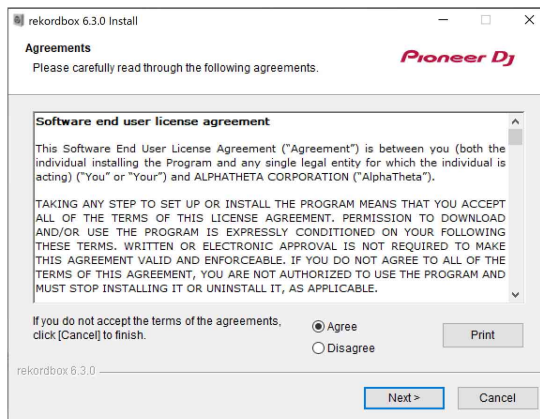 rekordbox 6.3.0 Install
Agreements
Please carefully read through the following agreements.
Pioneer Dj
Software end user license agreement
This Software End User License Agreement (“Agreement”) is between you (both the
individual installing the Program and any single legal entity for which the individual is
acting) (“You” or “Your”) and ALPHATHETA CORPORATION (“AlphaTheta”).
TAKING ANY STEP TO SET UP OR INSTALL THE PROGRAM MEANS THAT YOU ACCEPT
ALL OF THE TERMS OF THIS LICENSE AGREEMENT. PERMISSION TO DOWNLOAD
AND/OR USE THE PROGRAM IS EXPRESSLY CONDITIONED ON YOUR FOLLOWING
THESE TERMS. WRITTEN OR ELECTRONIC APPROVAL IS NOT REQUIRED TO MAKE
THIS AGREEMENT VALID AND ENFORCEABLE. IF YOU DO NOT AGREE TO ALL OF THE
TERMS OF THIS AGREEMENT, YOU ARE NOT AUTHORIZED TO USE THE PROGRAM AND
MUST STOP INSTALLING IT OR UNINSTALL IT, AS APPLICABLE.
If you do not accept the terms of the agreements,
click [Cancel] to finish.
Agree
Disagree
Print
rekordbox 6.3.0
Next >
Cancel